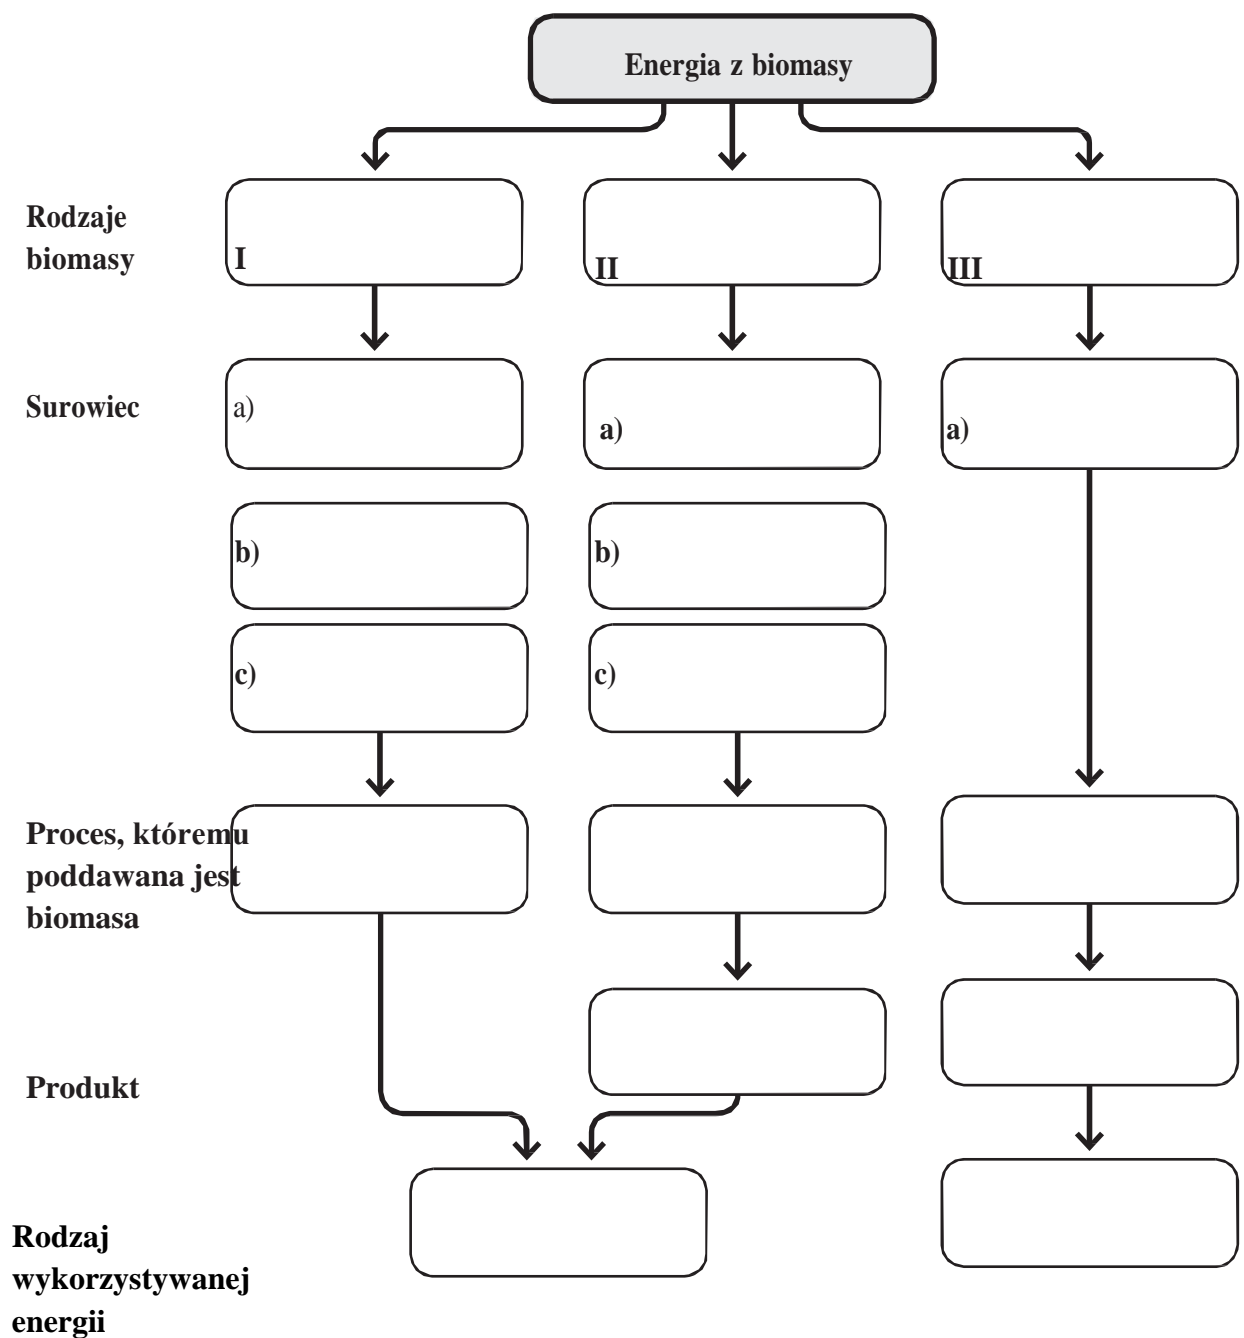 Energia z biomasy
Rodzaje
biomasy
I
II
III
Surowiec
a)
a)
a)
b)
b)
c)
c)
Proces, któremu
poddawana jest
biomasa
Produkt
Rodzaj
wykorzystywanej
energii